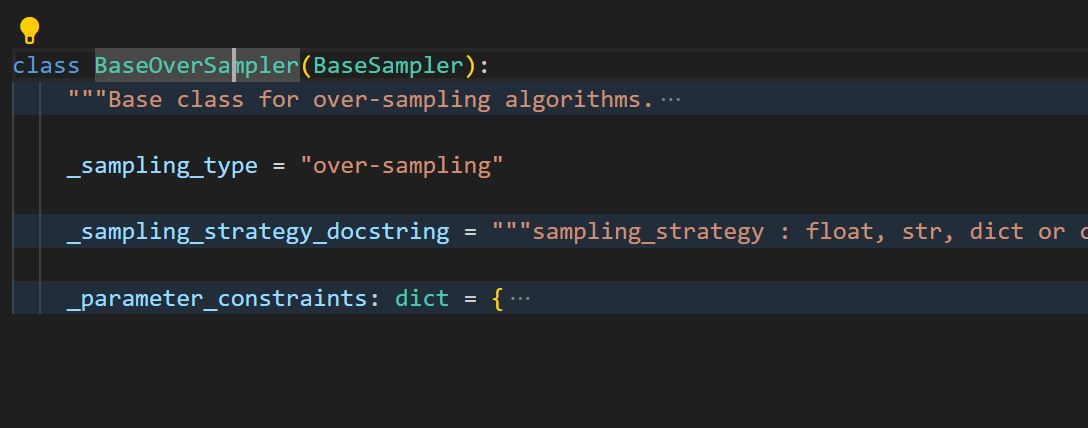 class BaseOverSampler(BaseSampler):
"""Base class for over-sampling algorithms. ···
_sampling_type = "over-sampling"
_sampling_strategy_docstring = """sampling_strategy : float, str, dict or
_parameter_constraints: dict = { ···